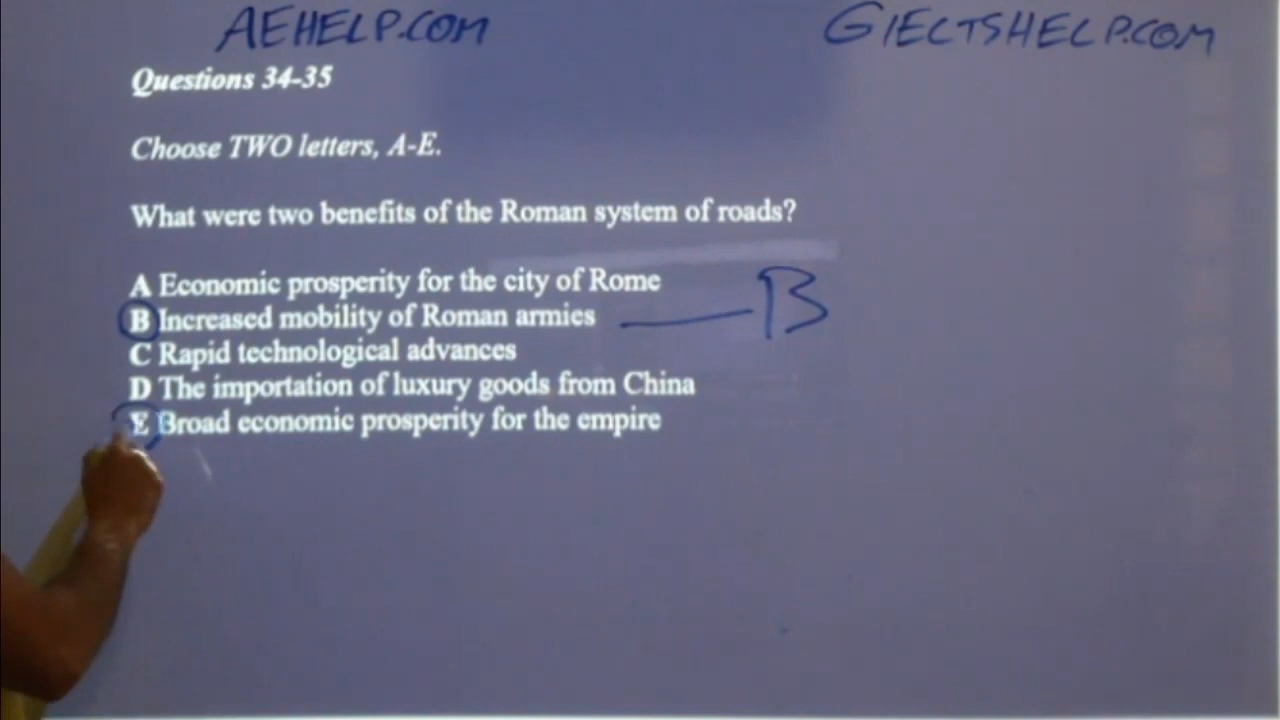 AEHELP.COM GIELTSHELP.COM
Questions 34-35
Choose TWO letters, A-E.
What were two benefits of the Roman system of roads?
A Economic prosperity for the city of Rome
B Increased mobility of Roman armies B
C Rapid technological advances
D The importation of luxury goods from China
E Broad economic prosperity for the empire